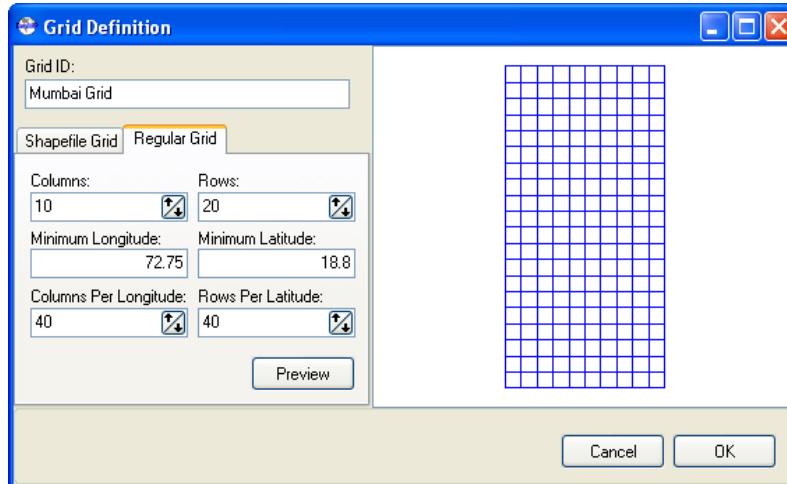 Grid Definition
Grid ID:
Mumbai Grid
Shapefile Grid Regular Grid
Columns: Rows:
10 20
Minimum Longitude: Minimum Latitude:
72.75 18.8
Columns Per Longitude: Rows Per Latitude:
40 40
Preview
Cancel OK